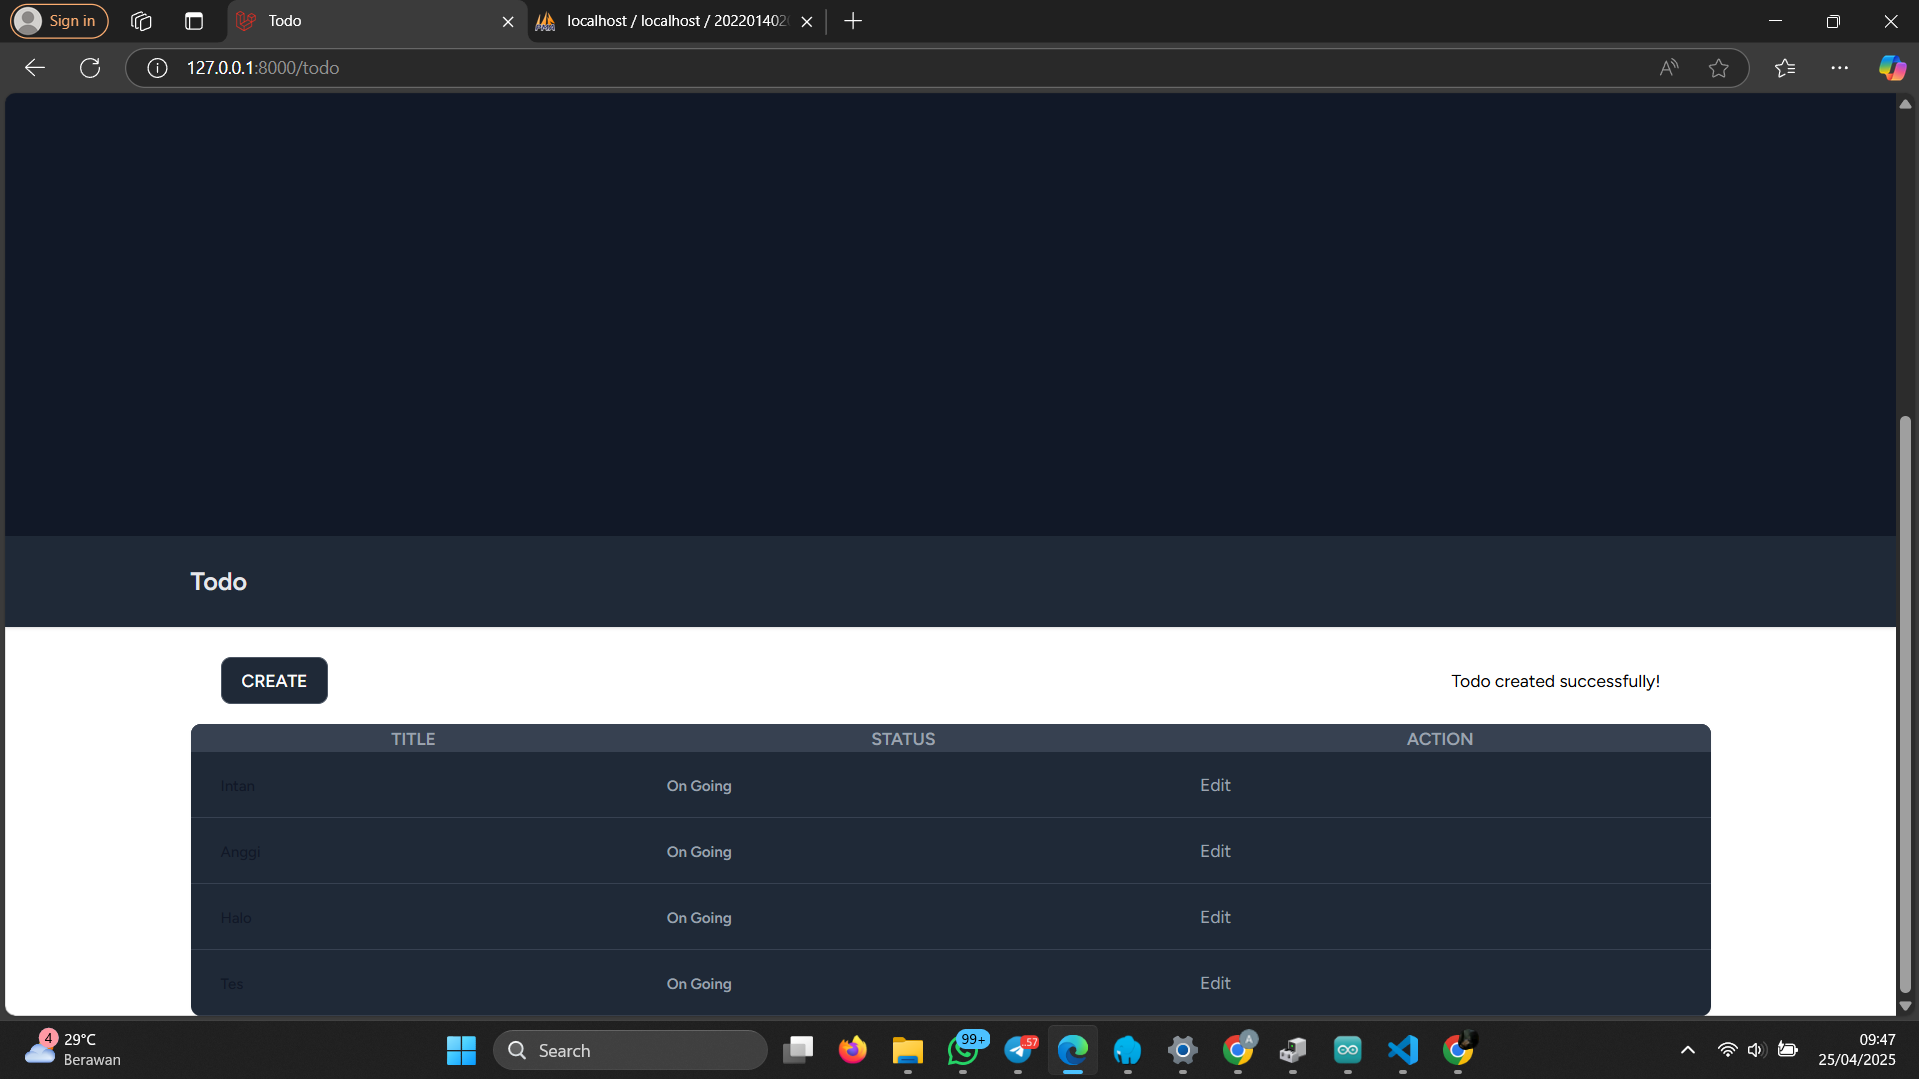 Sign in
Todo
localhost / localhost / 202201402
127.0.0.1:8000/todo
Todo
CREATE
Todo created successfully!
TITLE STATUS ACTION
Intan On Going Edit
Anggi On Going Edit
Halo On Going Edit
Tes On Going Edit
4
29°C
Berawan
Search
99+
..57
A
09:47
25/04/2025